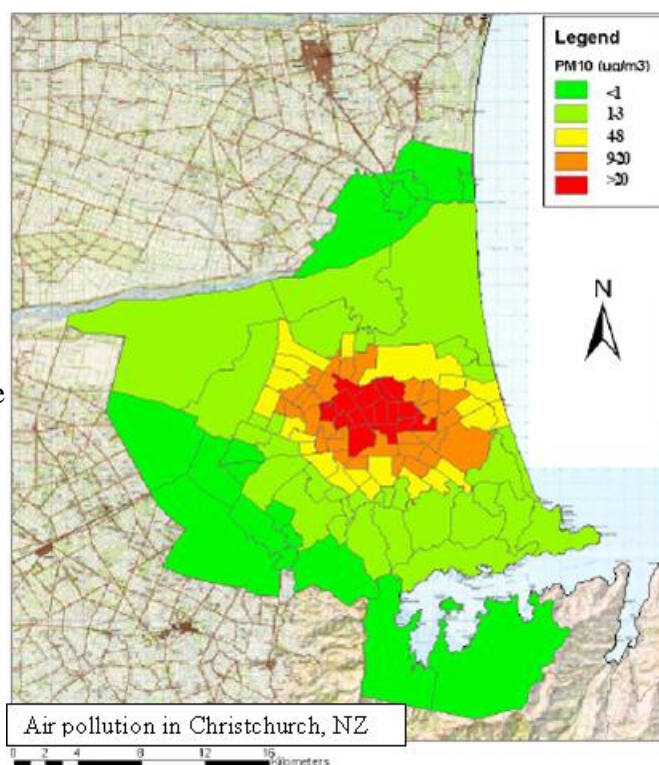 Legend
PM10 (ug/m3)
<1
1-3
4-8
9-20
>20
N
e
Air pollution in Christchurch, NZ
0 2 4 8 12 16
Kilometers